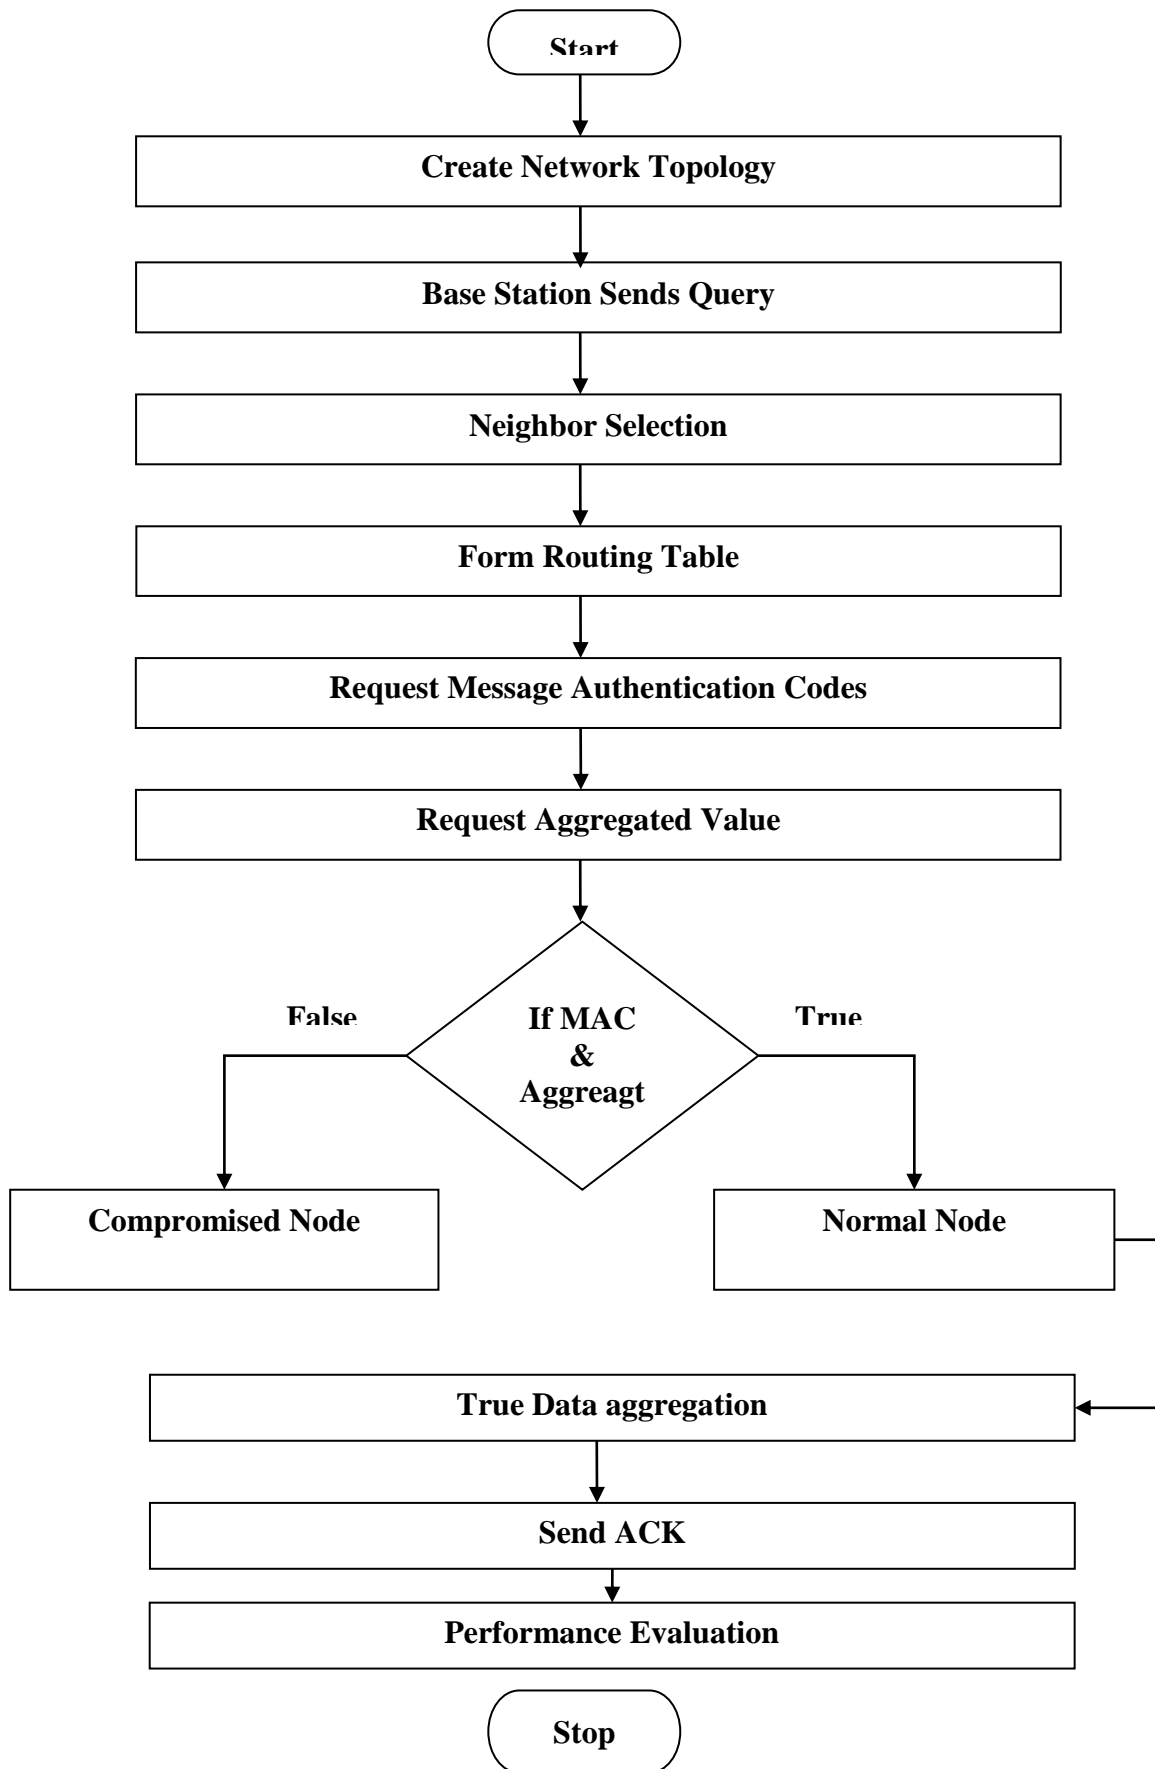 Start
Create Network Topology
Base Station Sends Query
Neighbor Selection
Form Routing Table
Request Message Authentication Codes
Request Aggregated Value
False
If MAC
True
&
Aggreagt
Compromised Node
Normal Node
True Data aggregation
Send ACK
Performance Evaluation
Stop